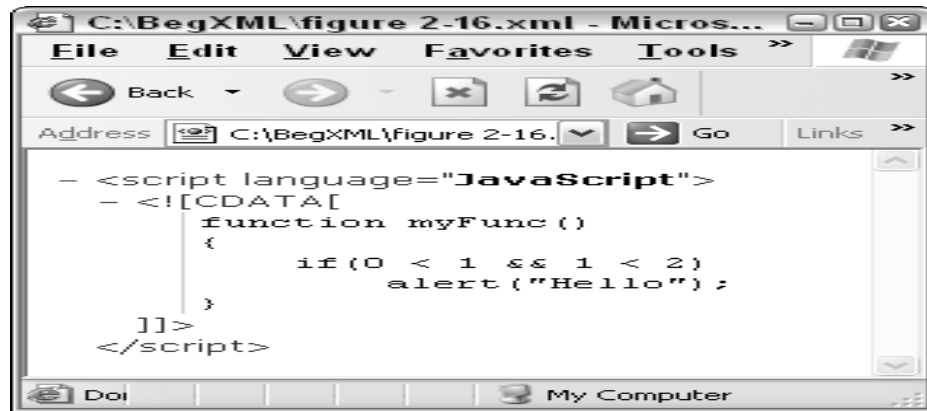 C:\BegXML\figure 2-16.xml - Micros...
File Edit View Favorites Tools »
Back »
Address C:\BegXML\figure 2-16. Go Links »
- <script language="JavaScript">
- <![CDATA[
function myFunc()
{
if(0 < 1 && 1 < 2)
alert("Hello");
}
]]>
</script>
Doi My Computer